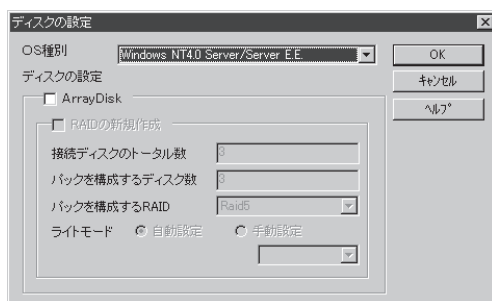 ディスクの設定
OS種別
Windows NT4.0 Server/Server E.E.
OK
ディスクの設定
キャンセル
ArrayDisk
ヘルプ
RAIDの新規作成
接続ディスクのトータル数
3
パックを構成するディスク数
3
パックを構成するRAID
Raid5
ライトモード
自動設定
手動設定